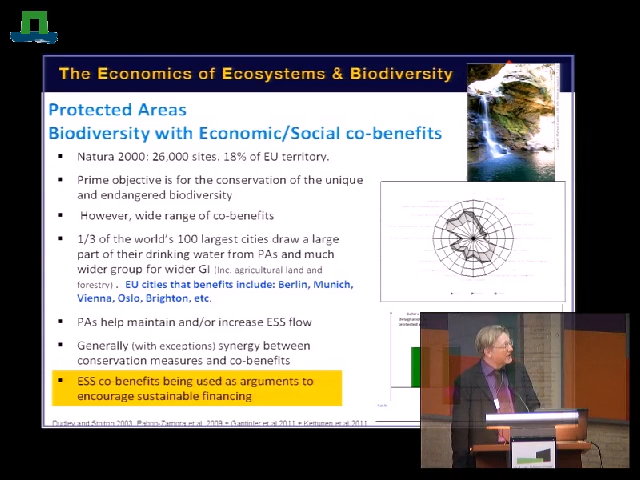 The Economics of Ecosystems & Biodiversity
Protected Areas
Biodiversity with Economic/Social co-benefits
▪ Natura 2000: 26,000 sites. 18% of EU territory.
▪ Prime objective is for the conservation of the unique
and endangered biodiversity
▪ However, wide range of co-benefits
▪ 1/3 of the world's 100 largest cities draw a large
part of their drinking water from PAs and much
wider group for wider GI (Inc. agricultural land and
forestry) . EU cities that benefits include: Berlin, Munich,
Vienna, Oslo, Brighton, etc.
▪ PAs help maintain and/or increase ESS flow
▪ Generally (with exceptions) synergy between
conservation measures and co-benefits
▪ ESS co-benefits being used as arguments to
encourage sustainable financing